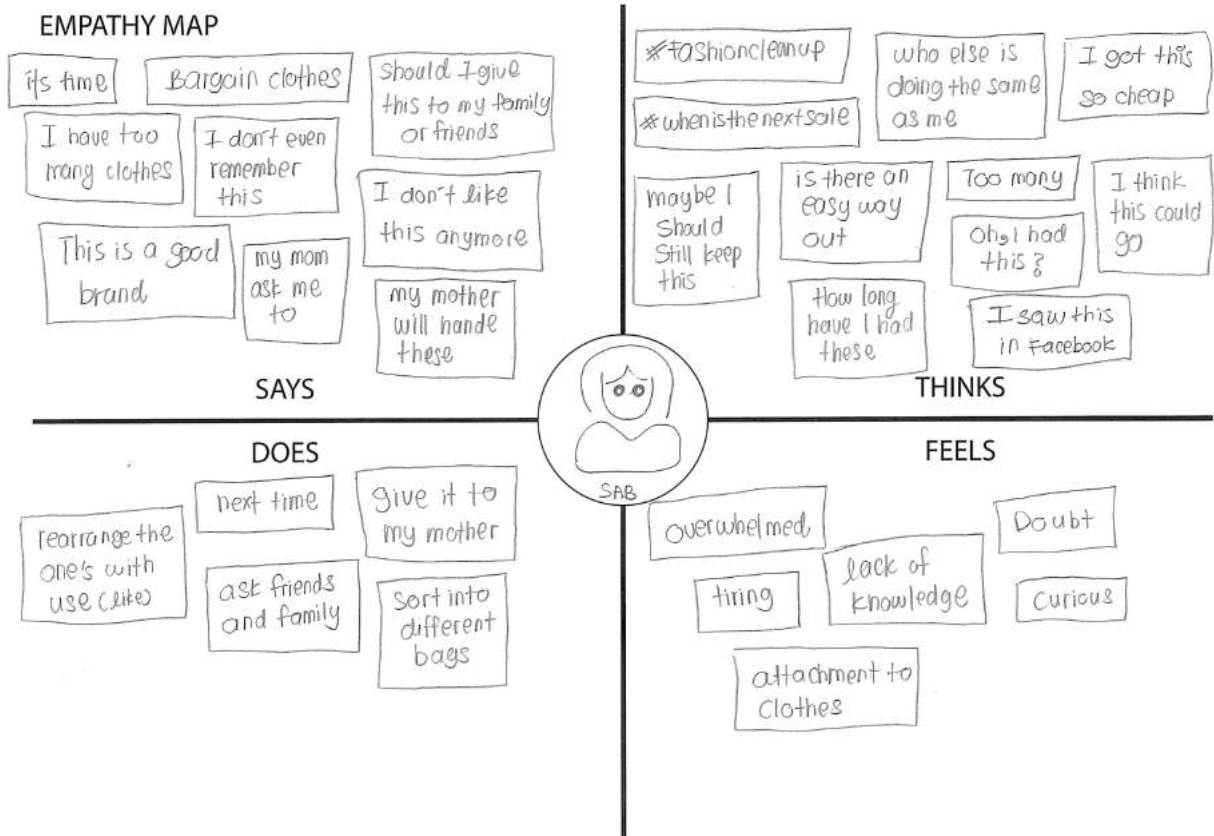 EMPATHY MAP
its time
Bargain clothes
Should I give
this to my family
or friends
I have too
many clothes
I don't even
remember
this
I don't like
this anymore
This is a good
brand
my mom
ask me
to
my mother
will hande
these
SAYS
#fashioncleanup
who else is
doing the same
as me
I got this
so cheap
#whenisthenextsale
maybe I
should
still keep
this
is there an
easy way
out
Too many
Oh, I had
this?
I think
this could
go
How long
have I had
these
I saw this
in Facebook
THINKS
SAB
DOES
rearrange the
one's with
use (like)
next time
give it to
my mother
ask friends
and family
sort into
different
bags
FEELS
overwhelmed
Doubt
lack of
knowledge
tiring
curious
attachment to
clothes